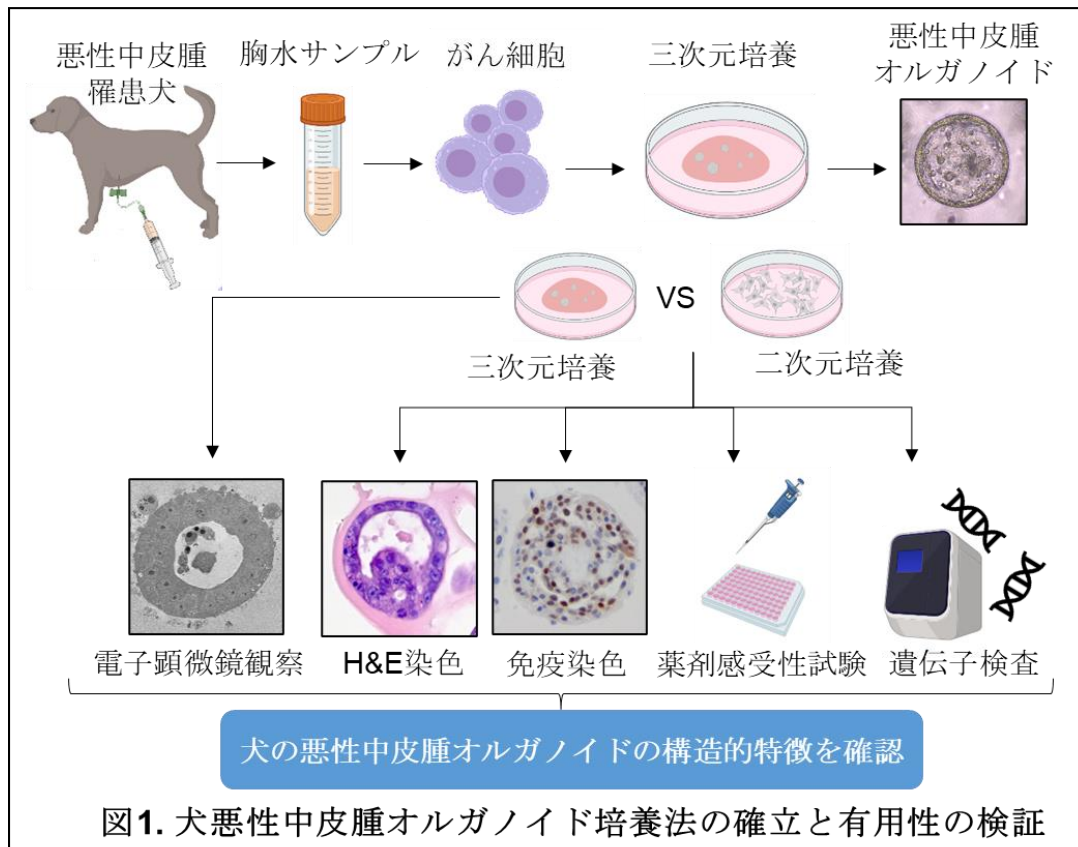 悪性中皮腫
罹患犬
胸水サンプル
がん細胞
三次元培養
悪性中皮腫
オルガノイド
VS
三次元培養
二次元培養
電子顕微鏡観察
H&E染色
免疫染色
薬剤感受性試験
遺伝子検査
犬の悪性中皮腫オルガノイドの構造的特徴を確認
図1. 犬悪性中皮腫オルガノイド培養法の確立と有用性の検証